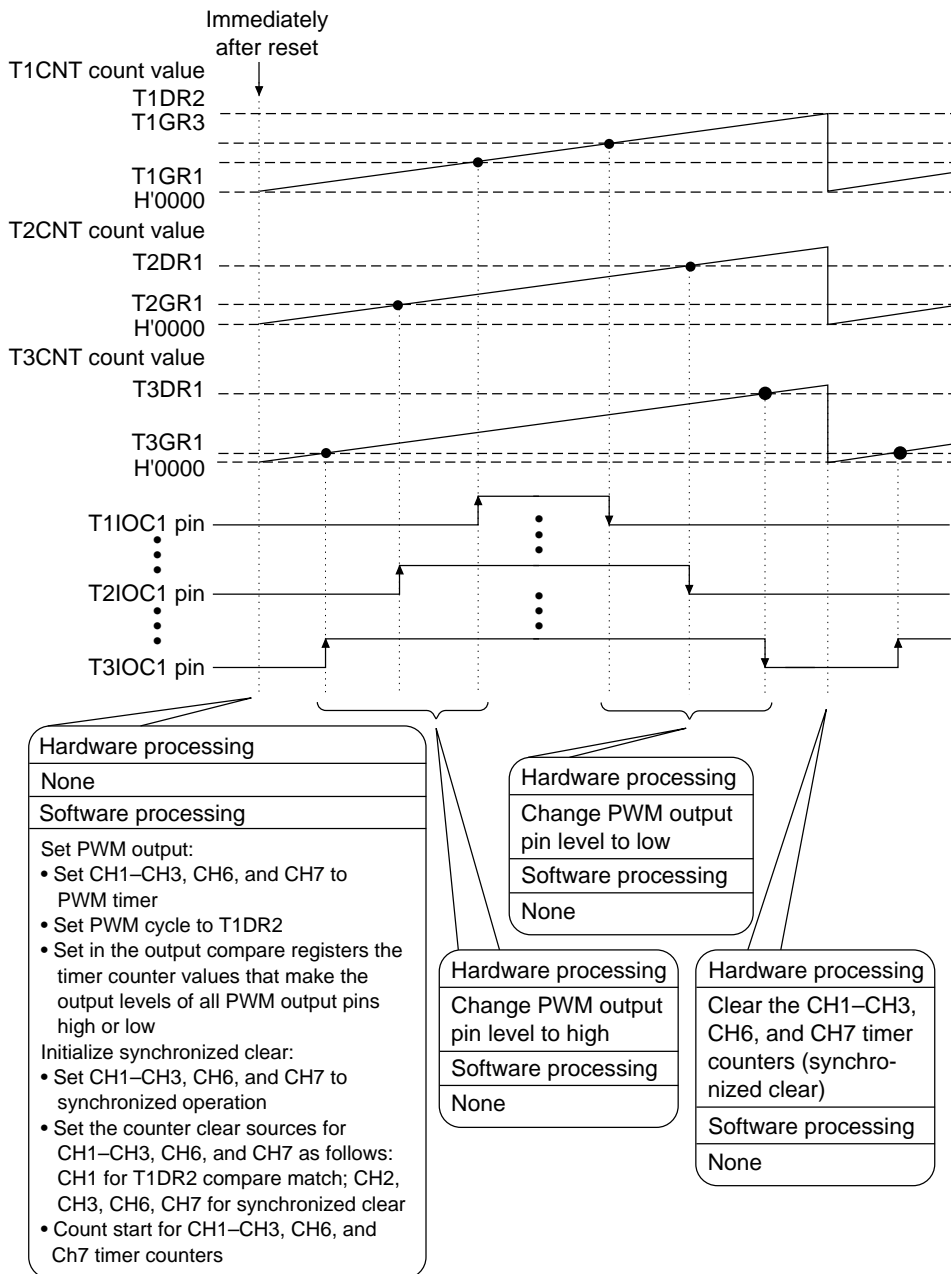 Immediately
after reset
T1CNT count value
T1DR2
T1GR3
T1GR1
H'0000
T2CNT count value
T2DR1
T2GR1
H'0000
T3CNT count value
T3DR1
T3GR1
H'0000
T1IOC1 pin
T2IOC1 pin
T3IOC1 pin
Hardware processing
None
Software processing
Set PWM output:
• Set CH1–CH3, CH6, and CH7 to
PWM timer
• Set PWM cycle to T1DR2
• Set in the output compare registers the
timer counter values that make the
output levels of all PWM output pins
high or low
Initialize synchronized clear:
• Set CH1–CH3, CH6, and CH7 to
synchronized operation
• Set the counter clear sources for
CH1–CH3, CH6, and CH7 as follows:
CH1 for T1DR2 compare match; CH2,
CH3, CH6, CH7 for synchronized clear
• Count start for CH1–CH3, CH6, and
Ch7 timer counters
Hardware processing
Change PWM output
pin level to high
Software processing
None
Hardware processing
Change PWM output
pin level to low
Software processing
None
Hardware processing
Clear the CH1–CH3,
CH6, and CH7 timer
counters (synchro-
nized clear)
Software processing
None